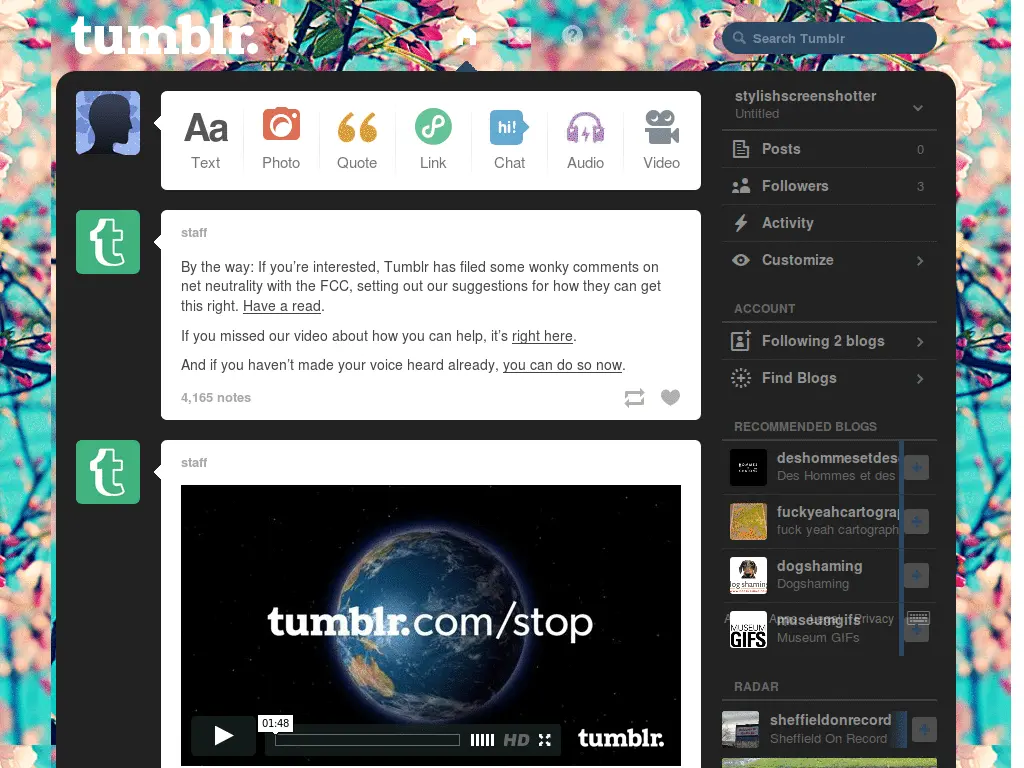 tumblr.
Search Tumblr
Aa
Text
Photo
Quote
Link
hi!
Chat
Audio
Video
staff
By the way: If you're interested, Tumblr has filed some wonky comments on
net neutrality with the FCC, setting out our suggestions for how they can get
this right. Have a read.
If you missed our video about how you can help, it's right here.
And if you haven't made your voice heard already, you can do so now.
4,165 notes
staff
tumblr.com/stop
01:48
HD
tumblr.
stylishscreenshotter
Untitled
Posts 0
Followers 3
Activity
Customize
ACCOUNT
Following 2 blogs
Find Blogs
RECOMMENDED BLOGS
deshommesetdes
Des Hommes et des
fuckyeahcartogra
fuck yeah cartograph
dogshaming
Dogshaming
museumgifs
Legal Privacy
MUSEUM
GIFS
Museum GIFs
RADAR
sheffieldonrecord
Sheffield On Record